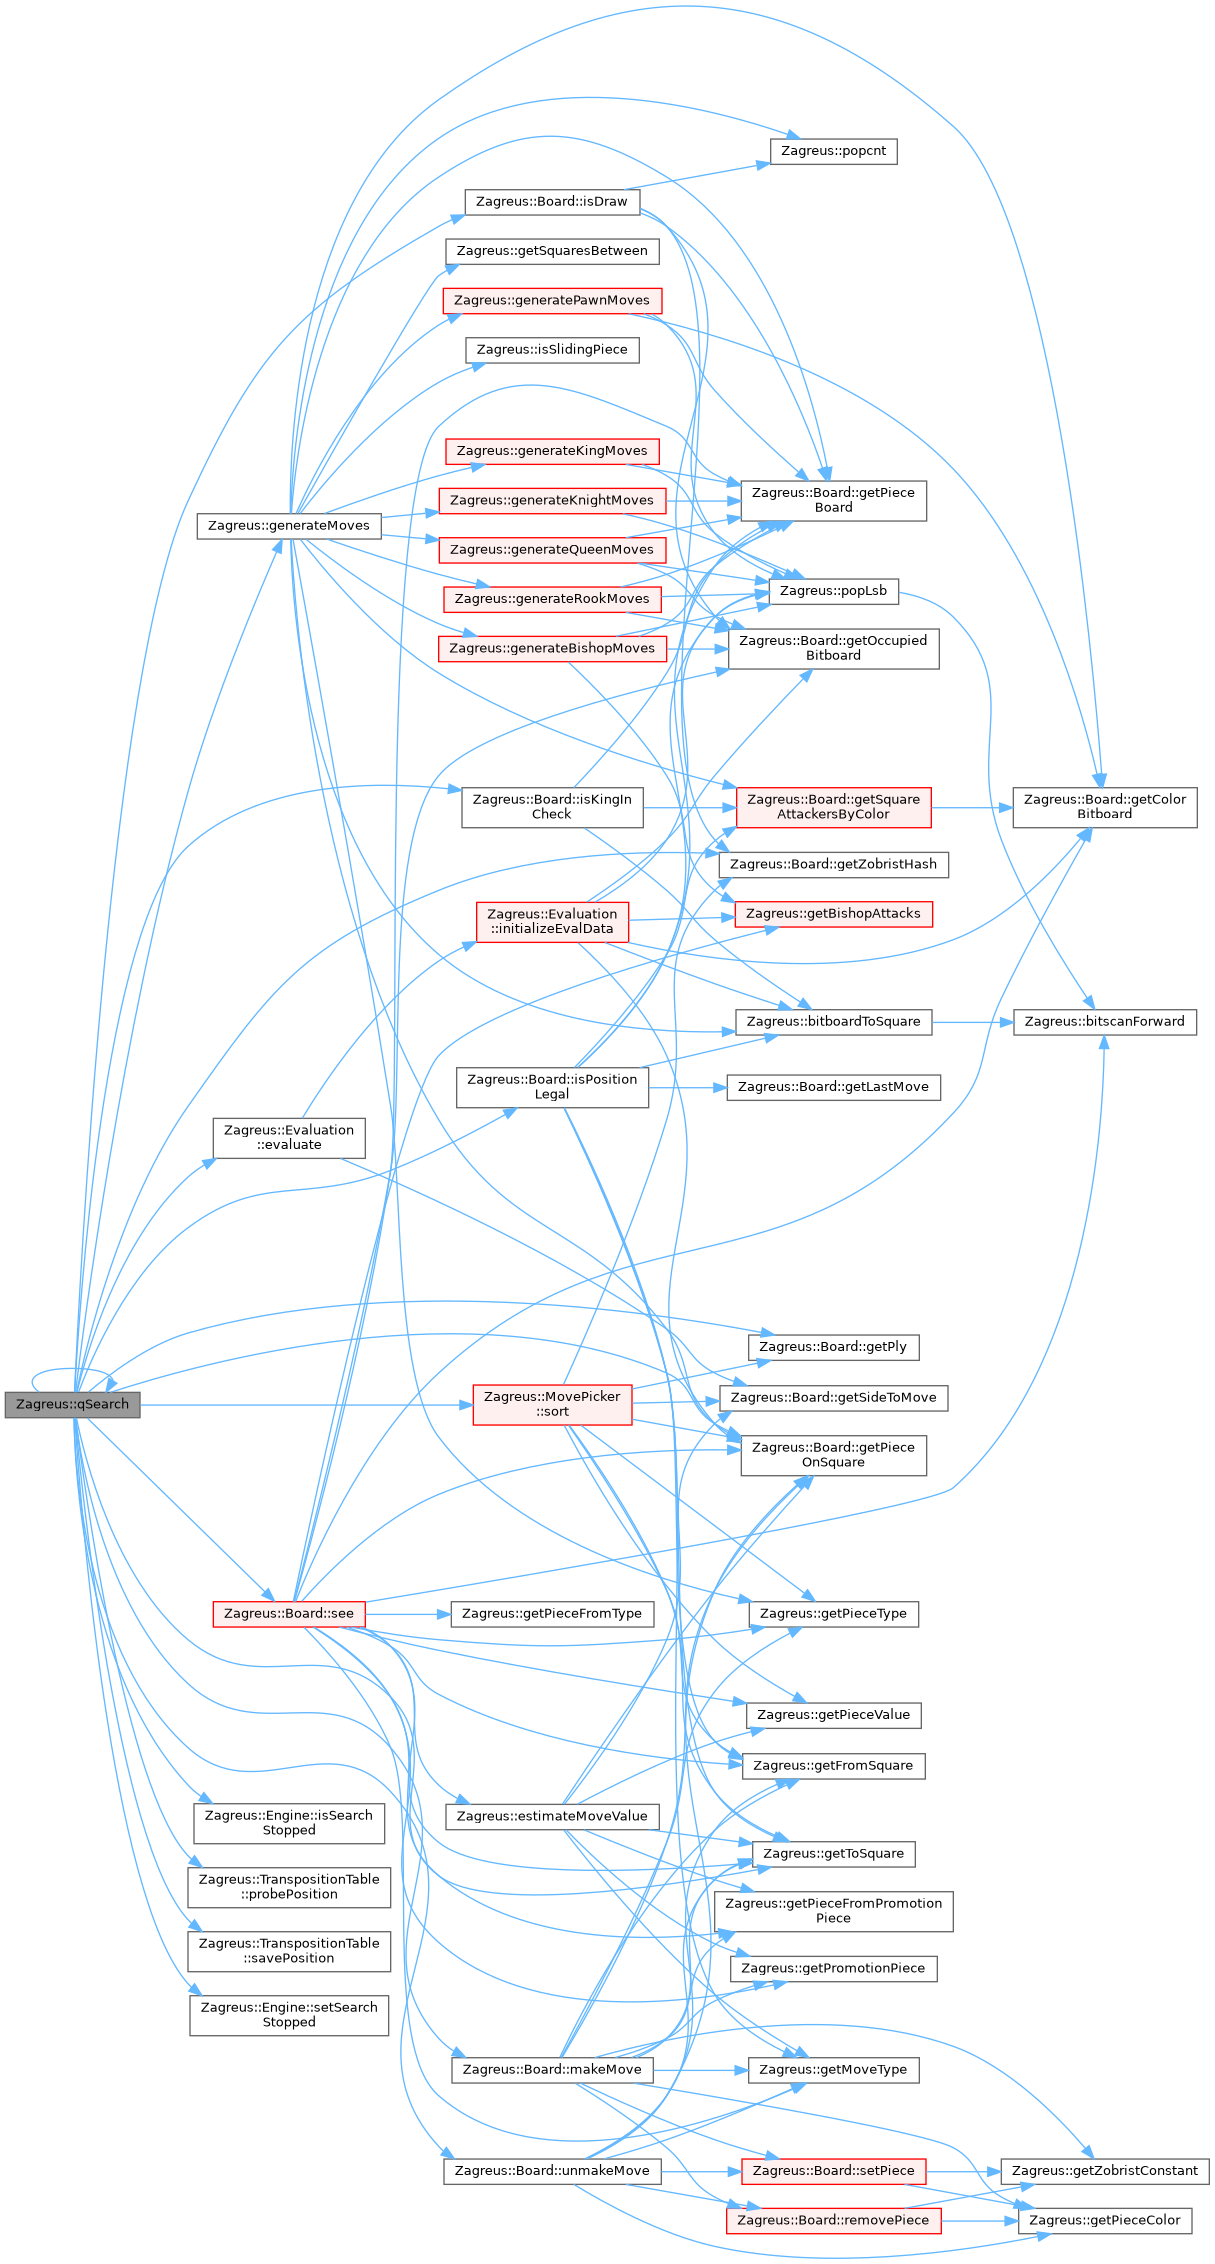 Zagreus::popcnt
Zagreus::Board::isDraw
Zagreus::getSquaresBetween
Zagreus::generatePawnMoves
Zagreus::isSlidingPiece
Zagreus::generateKingMoves
Zagreus::Board::getPiece
Board
Zagreus::generateKnightMoves
Zagreus::generateMoves
Zagreus::generateQueenMoves
Zagreus::popLsb
Zagreus::generateRookMoves
Zagreus::Board::getOccupied
Bitboard
Zagreus::generateBishopMoves
Zagreus::Board::isKingIn
Check
Zagreus::Board::getSquare
AttackersByColor
Zagreus::Board::getColor
Bitboard
Zagreus::Board::getZobristHash
Zagreus::getBishopAttacks
Zagreus::Evaluation
::initializeEvalData
Zagreus::bitboardToSquare
Zagreus::bitscanForward
Zagreus::Board::isPosition
Legal
Zagreus::Board::getLastMove
Zagreus::Evaluation
::evaluate
Zagreus::Board::getPly
Zagreus::qSearch
Zagreus::MovePicker
::sort
Zagreus::Board::getSideToMove
Zagreus::Board::getPiece
OnSquare
Zagreus::Board::see
Zagreus::getPieceFromType
Zagreus::getPieceType
Zagreus::getPieceValue
Zagreus::getFromSquare
Zagreus::Engine::isSearch
Stopped
Zagreus::estimateMoveValue
Zagreus::getToSquare
Zagreus::TranspositionTable
::probePosition
Zagreus::getPieceFromPromotion
Piece
Zagreus::TranspositionTable
::savePosition
Zagreus::getPromotionPiece
Zagreus::Engine::setSearch
Stopped
Zagreus::Board::makeMove
Zagreus::getMoveType
Zagreus::Board::unmakeMove
Zagreus::Board::setPiece
Zagreus::getZobristConstant
Zagreus::Board::removePiece
Zagreus::getPieceColor